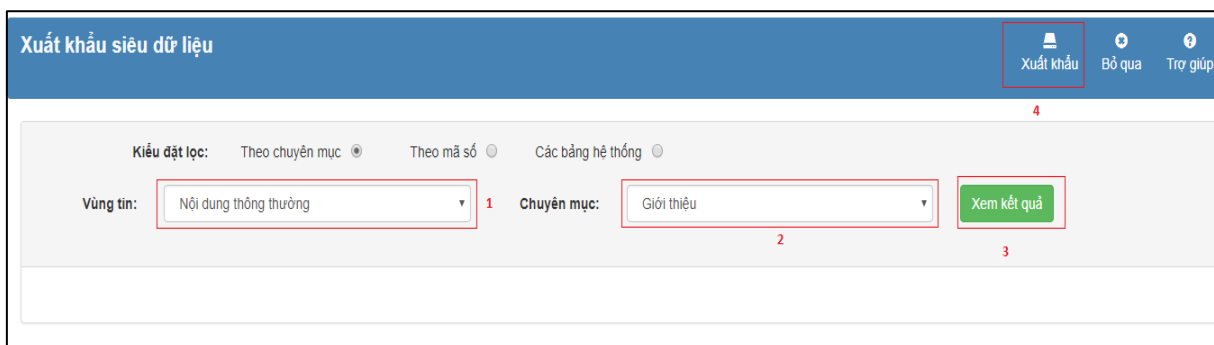 Xuất khẩu siêu dữ liệu
Xuất khẩu Bỏ qua Trợ giúp
4
Kiểu đặt lọc: Theo chuyên mục Theo mã số Các bảng hệ thống
Vùng tin: Nội dung thông thường 1 Chuyên mục: Giới thiệu Xem kết quả
2
3